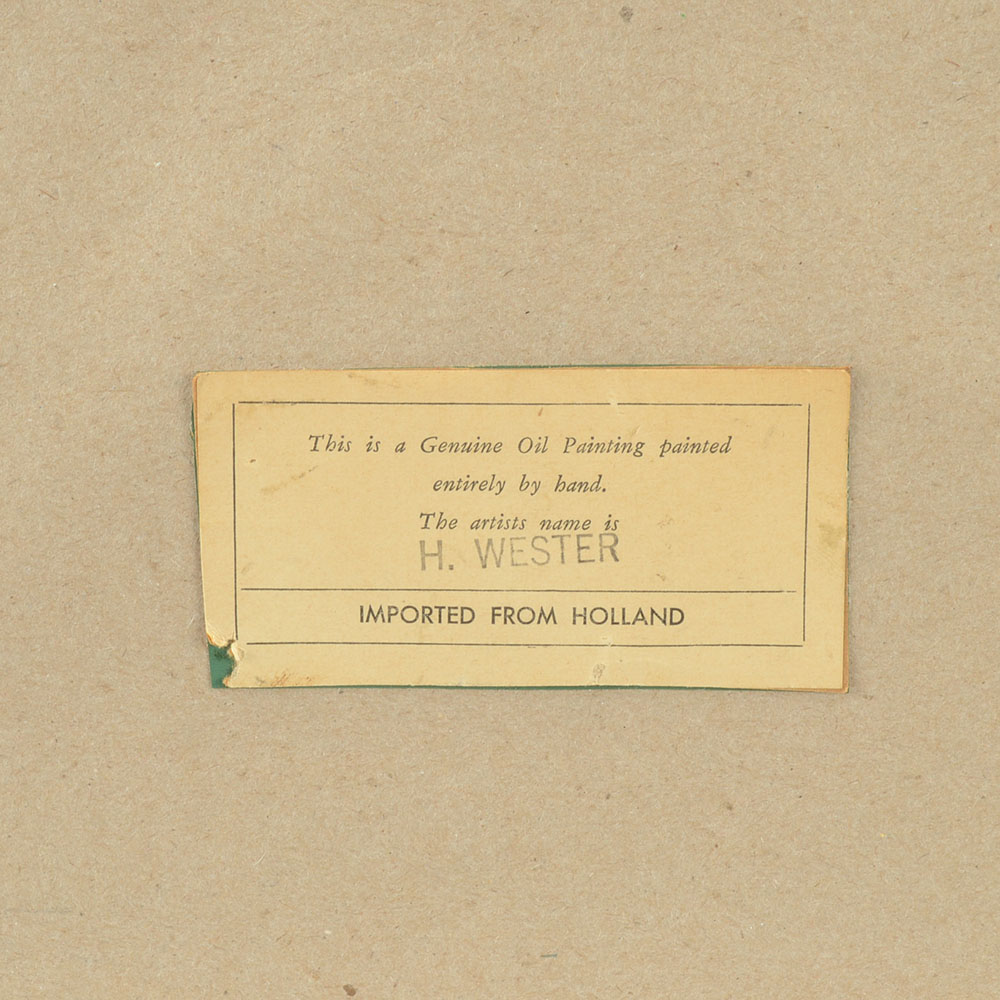 This is a Genuine Oil Painting painted
entirely by hand.
The artists name is
H. WESTER
IMPORTED FROM HOLLAND